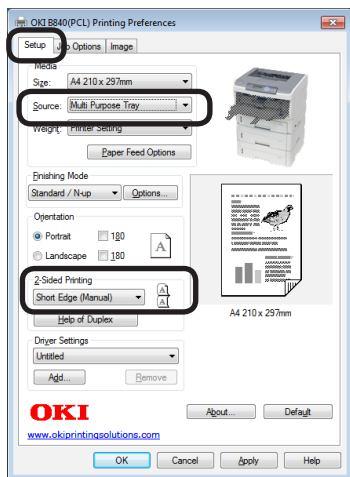 OKI B840(PCL) Printing Preferences
Setup Job Options Image
Media
Size: A4 210 x 297mm
Source: Multi Purpose Tray
Weight: Printer Setting
Paper Feed Options
Finishing Mode
Standard / N-up Options...
Orientation
Portrait 180
Landscape 180
A
2-Sided Printing
Short Edge (Manual)
A
A
Help of Duplex
A4 210 x 297mm
Driver Settings
Untitled
Add... Remove
OKI
About... Default
www.okiprintingsolutions.com
OK Cancel Apply Help